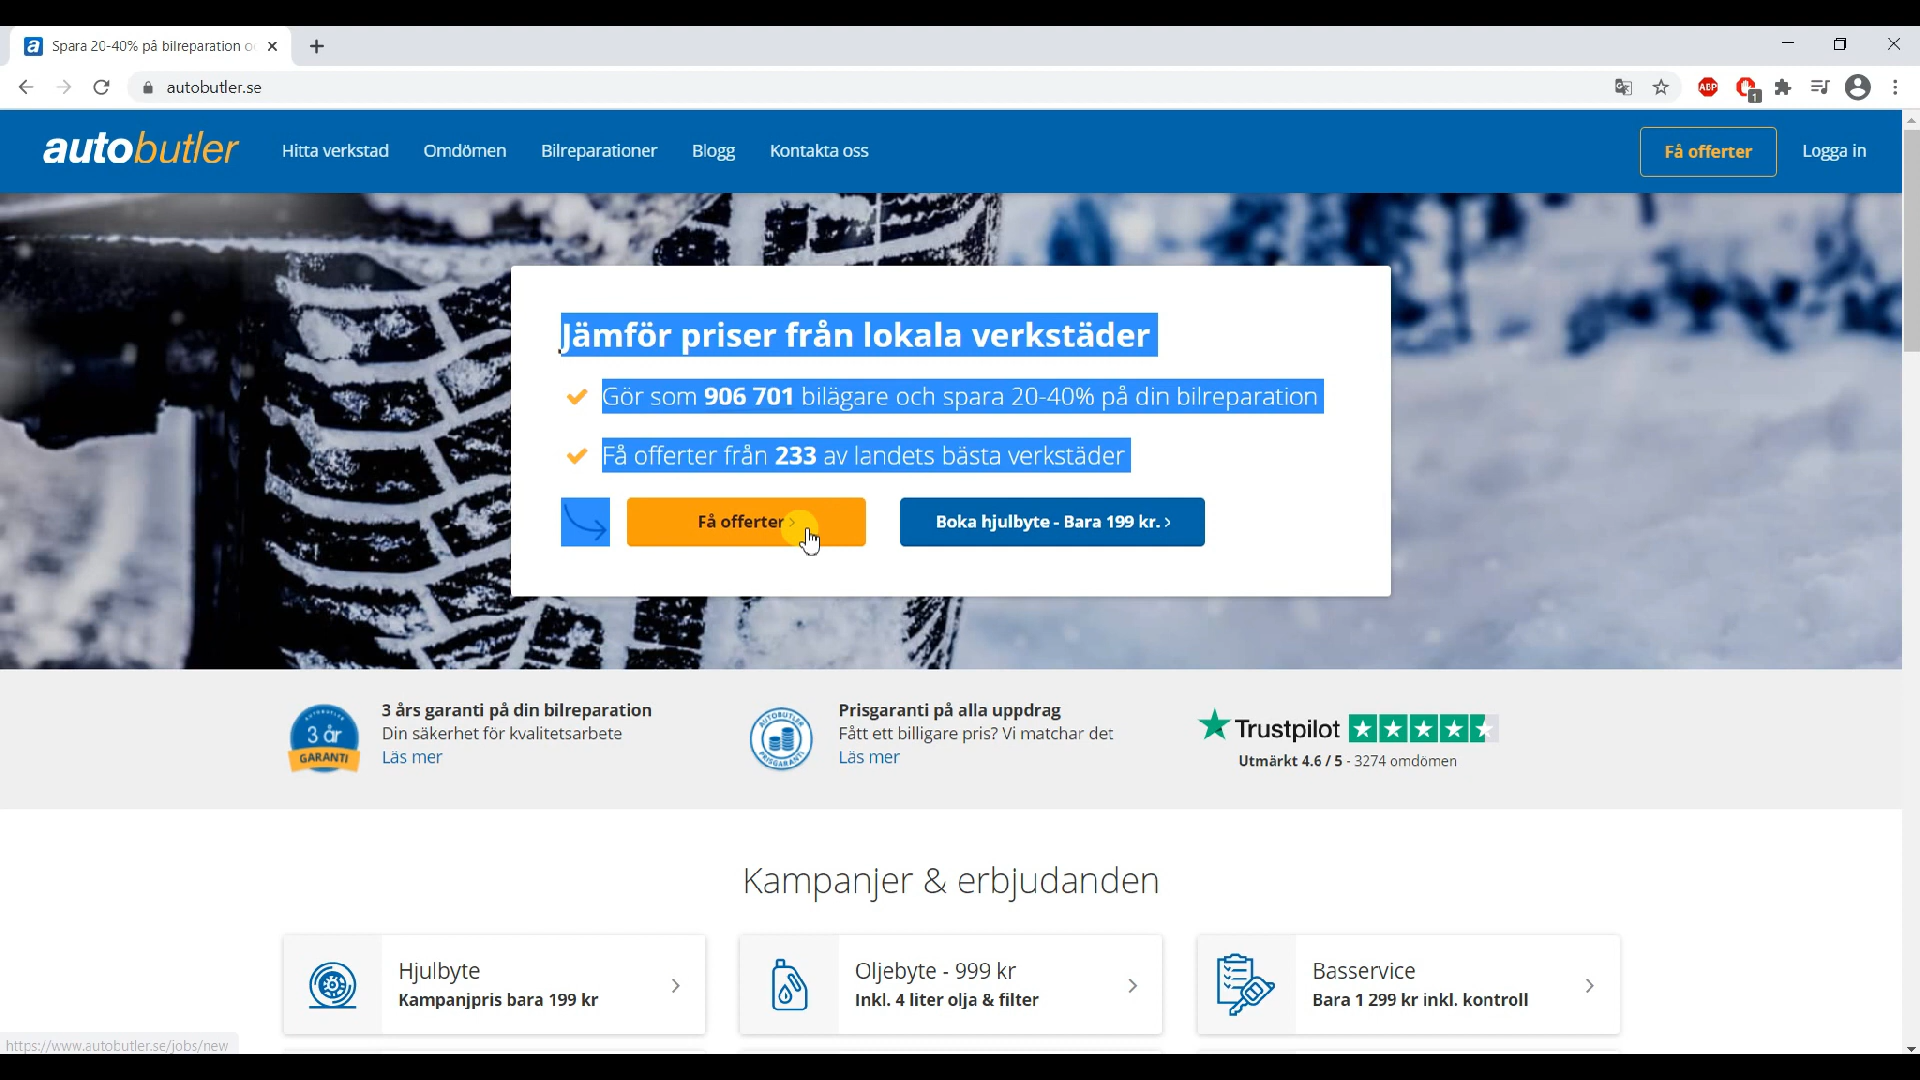 Spara 20-40% på bilreparation o
autobutler.se
ABP
1
autobutler
Hitta verkstad
Omdömen
Bilreparationer
Blogg
Kontakta oss
Få offerter
Logga in
Jämför priser från lokala verkstäder
Gör som 906 701 bilägare och spara 20-40% på din bilreparation
Få offerter från 233 av landets bästa verkstäder
Få offerter ›
Boka hjulbyte - Bara 199 kr. ›
AUTOBUTLER
3 år
GARANTI
3 års garanti på din bilreparation
Din säkerhet för kvalitetsarbete
Läs mer
AUTOBUTLER
PRISGARANTI
Prisgaranti på alla uppdrag
Fått ett billigare pris? Vi matchar det
Läs mer
Trustpilot
Utmärkt 4.6 / 5 - 3274 omdömen
Kampanjer & erbjudanden
Hjulbyte
Kampanjpris bara 199 kr
Oljebyte - 999 kr
Inkl. 4 liter olja & filter
Basservice
Bara 1 299 kr inkl. kontroll
https://www.autobutler.se/jobs/new